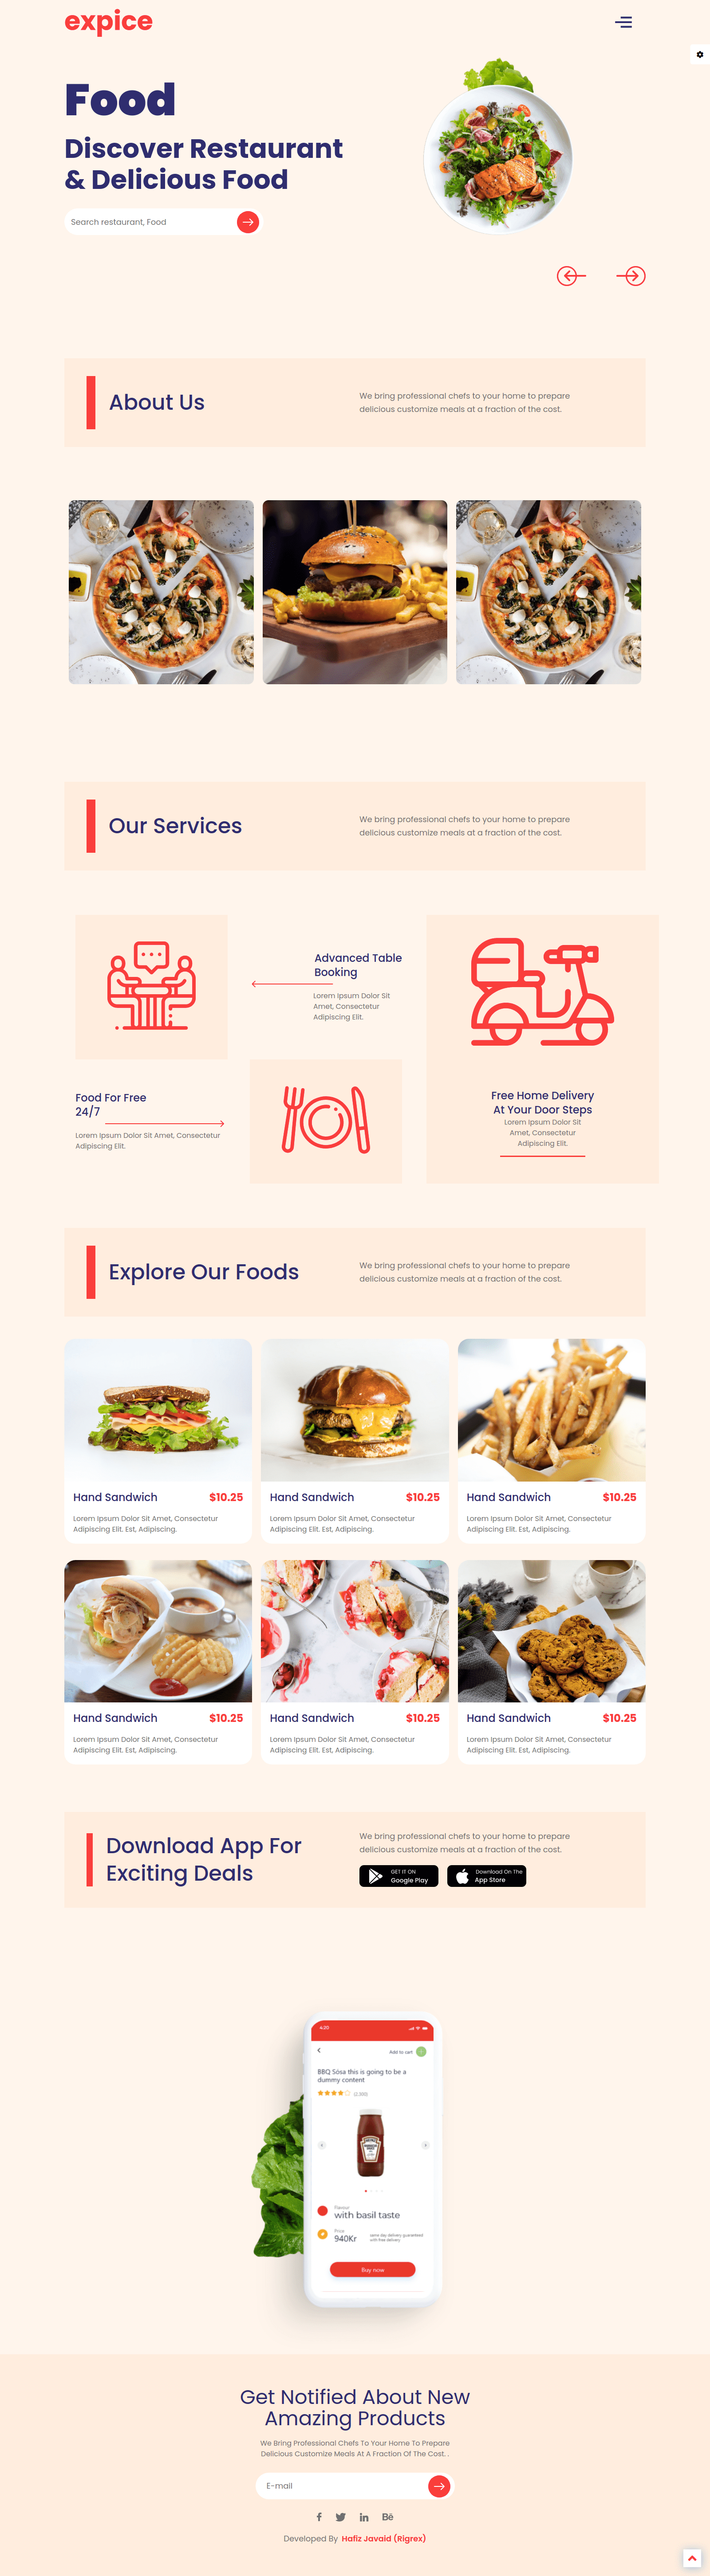 expice
Food
Discover Restaurant
& Delicious Food
Search restaurant, Food
About Us
We bring professional chefs to your home to prepare
delicious customize meals at a fraction of the cost.
Our Services
We bring professional chefs to your home to prepare
delicious customize meals at a fraction of the cost.
Advanced Table
Booking
Lorem Ipsum Dolor Sit
Amet, Consectetur
Adipiscing Elit.
Food For Free
24/7
Lorem Ipsum Dolor Sit Amet, Consectetur
Adipiscing Elit.
Free Home Delivery
At Your Door Steps
Lorem Ipsum Dolor Sit
Amet, Consectetur
Adipiscing Elit.
Explore Our Foods
We bring professional chefs to your home to prepare
delicious customize meals at a fraction of the cost.
Hand Sandwich $10.25
Lorem Ipsum Dolor Sit Amet, Consectetur
Adipiscing Elit. Est, Adipiscing.
Hand Sandwich $10.25
Lorem Ipsum Dolor Sit Amet, Consectetur
Adipiscing Elit. Est, Adipiscing.
Hand Sandwich $10.25
Lorem Ipsum Dolor Sit Amet, Consectetur
Adipiscing Elit. Est, Adipiscing.
Hand Sandwich $10.25
Lorem Ipsum Dolor Sit Amet, Consectetur
Adipiscing Elit. Est, Adipiscing.
Hand Sandwich $10.25
Lorem Ipsum Dolor Sit Amet, Consectetur
Adipiscing Elit. Est, Adipiscing.
Hand Sandwich $10.25
Lorem Ipsum Dolor Sit Amet, Consectetur
Adipiscing Elit. Est, Adipiscing.
Download App For
Exciting Deals
We bring professional chefs to your home to prepare
delicious customize meals at a fraction of the cost.
GET IT ON
Google Play
Download On The
App Store
4:20
Add to cart
BBQ Sósa this is going to be a
dummy content
Flavour
with basil taste
Price
940Kr
same day delivery guaranteed
with free delivery
Buy now
Get Notified About New
Amazing Products
We Bring Professional Chefs To Your Home To Prepare
Delicious Customize Meals At A Fraction Of The Cost. .
E-mail
Developed By Hafiz Javaid (Rigrex)